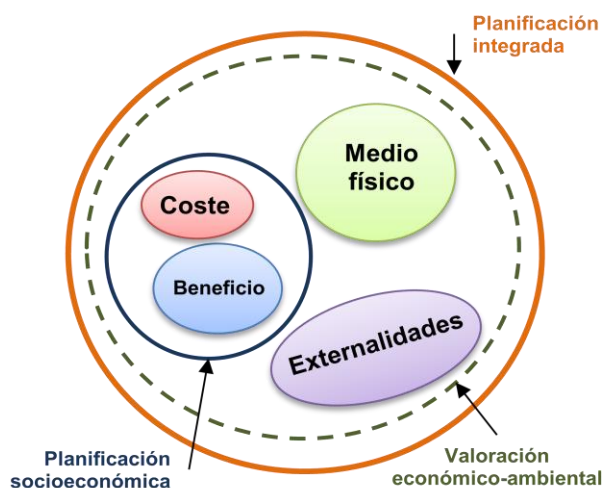 Planificación
integrada
Medio
físico
Coste
Beneficio
Externalidades
Planificación
socioeconómica
Valoración
económico-ambiental